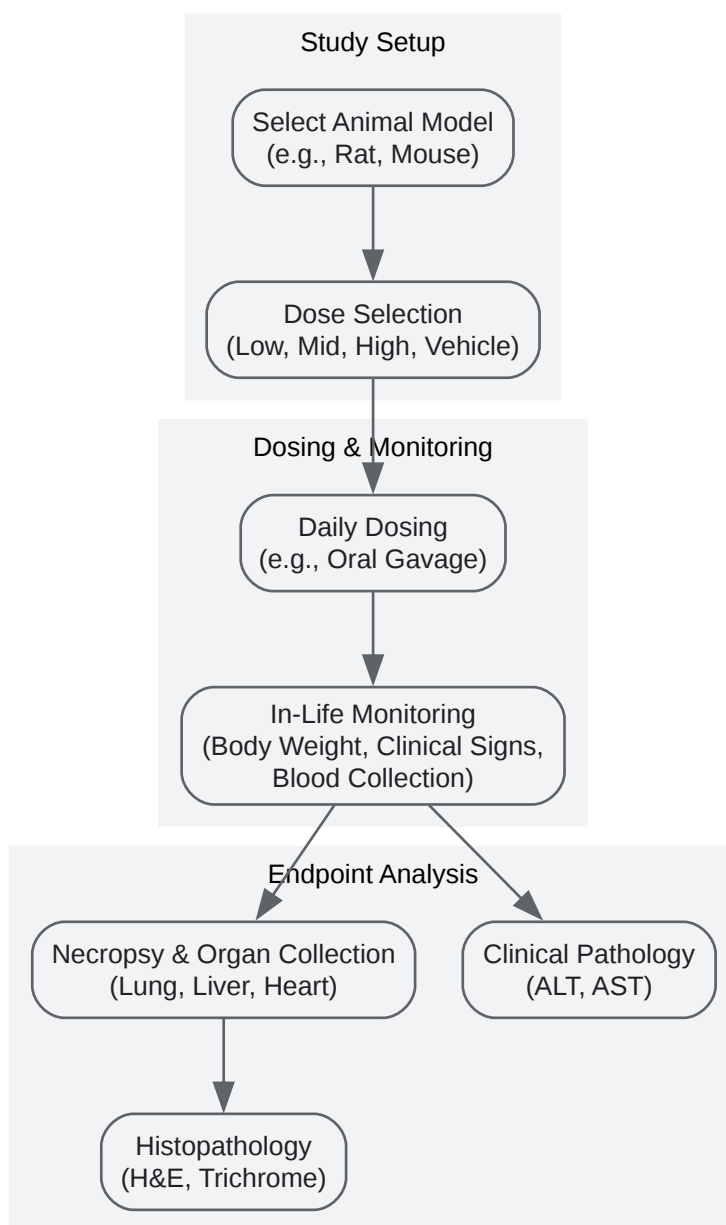 Study Setup
Select Animal Model
(e.g., Rat, Mouse)
Dose Selection
(Low, Mid, High, Vehicle)
Dosing & Monitoring
Daily Dosing
(e.g., Oral Gavage)
In-Life Monitoring
(Body Weight, Clinical Signs,
Blood Collection)
Endpoint Analysis
Necropsy & Organ Collection
(Lung, Liver, Heart)
Clinical Pathology
(ALT, AST)
Histopathology
(H&E, Trichrome)